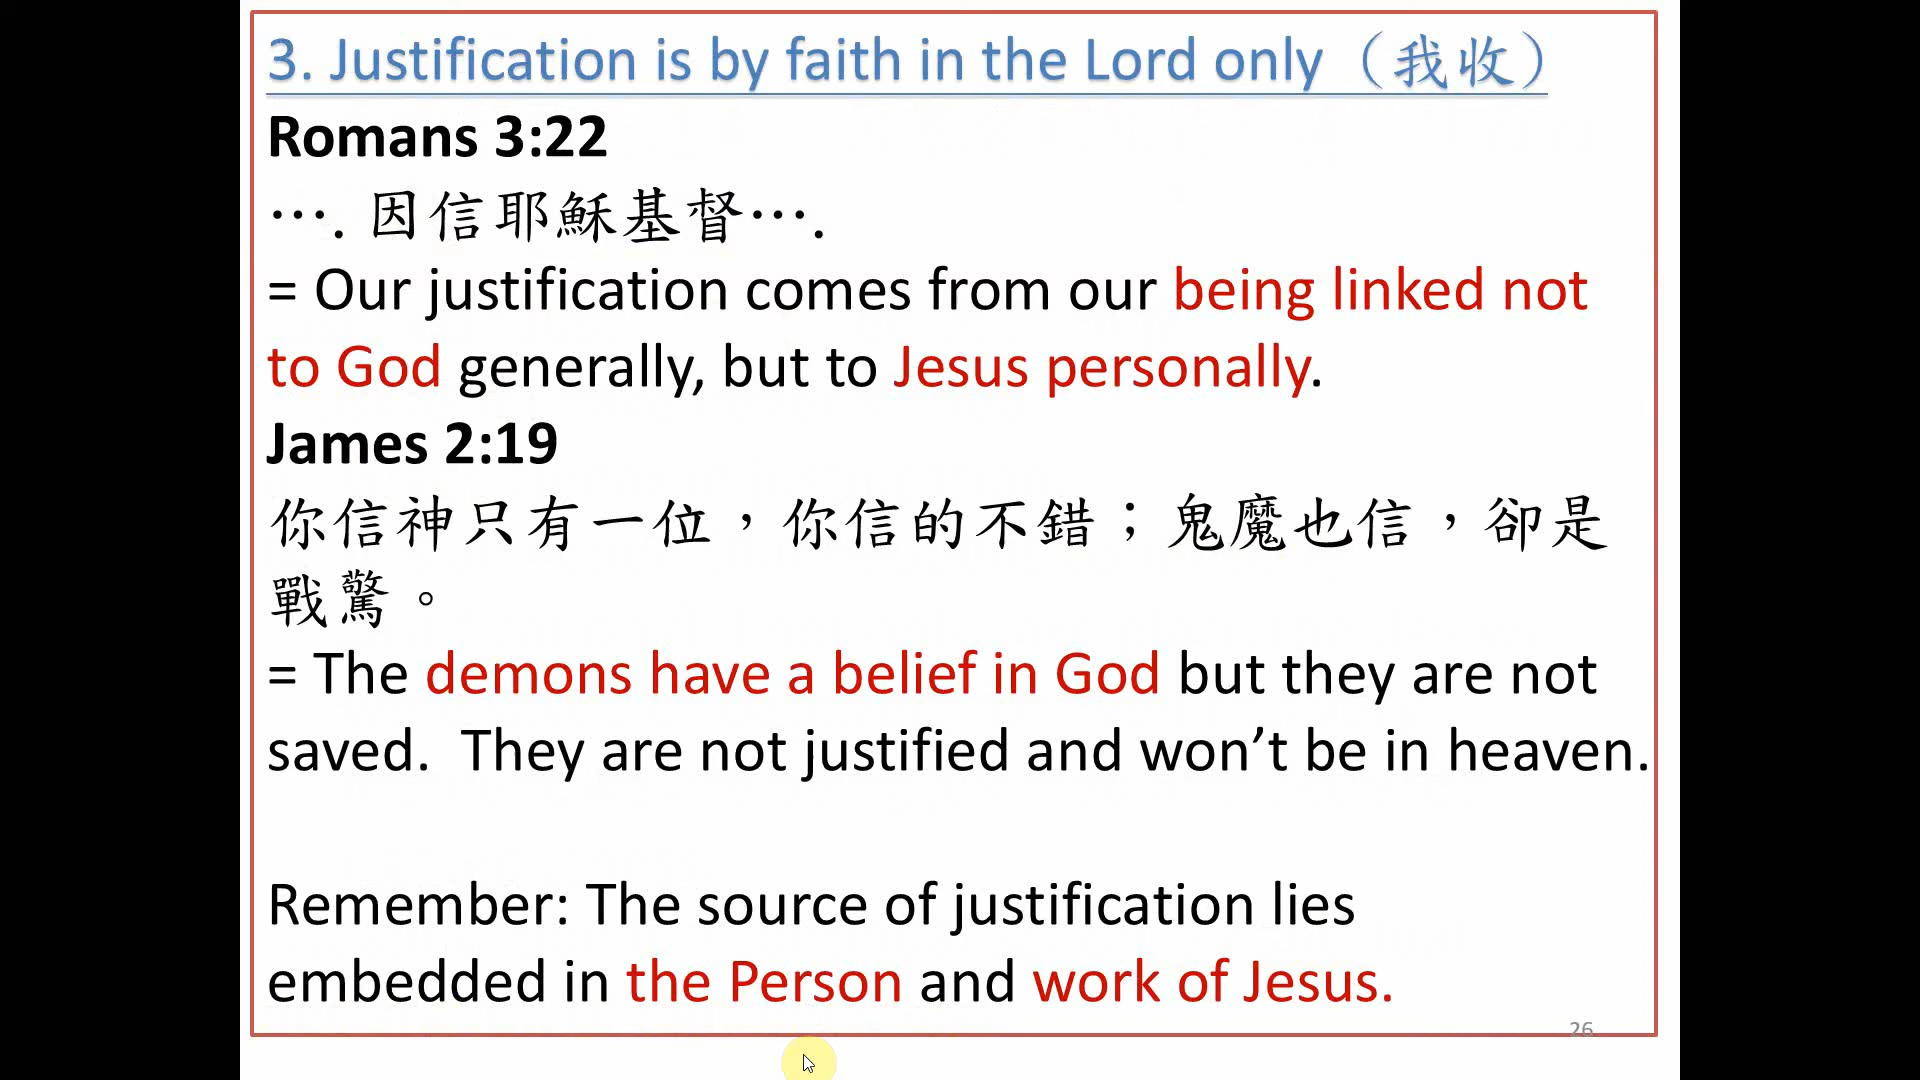 3. Justification is by faith in the Lord only（我收）
Romans 3:22
….因信耶穌基督….
= Our justification comes from our being linked not
to God generally, but to Jesus personally.
James 2:19
你信神只有一位，你信的不錯；鬼魔也信，卻是
戰驚。
= The demons have a belief in God but they are not
saved.  They are not justified and won’t be in heaven.
Remember: The source of justification lies
embedded in the Person and work of Jesus.
26